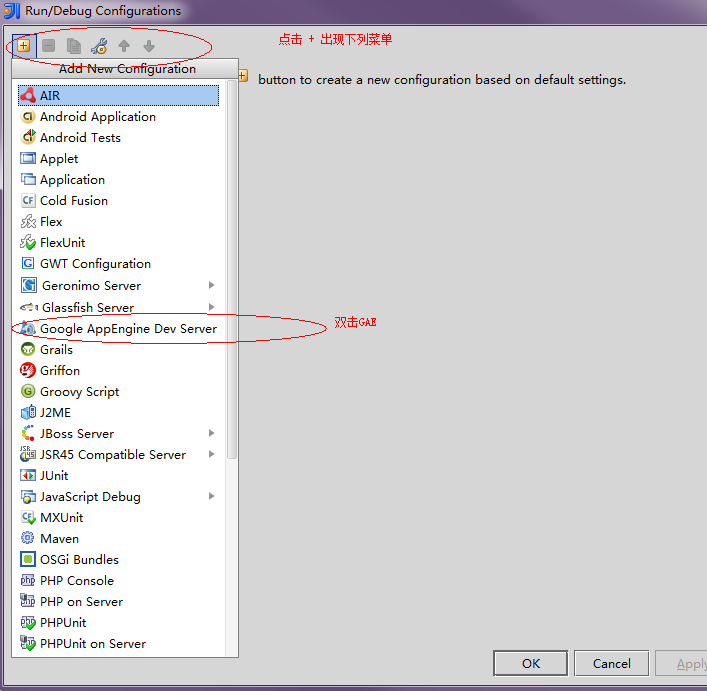 Run/Debug Configurations
点击 + 出现下列菜单
Add New Configuration
button to create a new configuration based on default settings.
AIR
Android Application
Android Tests
Applet
Application
Cold Fusion
Flex
FlexUnit
GWT Configuration
Geronimo Server
Glassfish Server
Google AppEngine Dev Server
双击GAE
Grails
Griffon
Groovy Script
J2ME
JBoss Server
JSR45 Compatible Server
JUnit
JavaScript Debug
MXUnit
Maven
OSGi Bundles
PHP Console
PHP on Server
PHPUnit
PHPUnit on Server
OK
Cancel
Apply